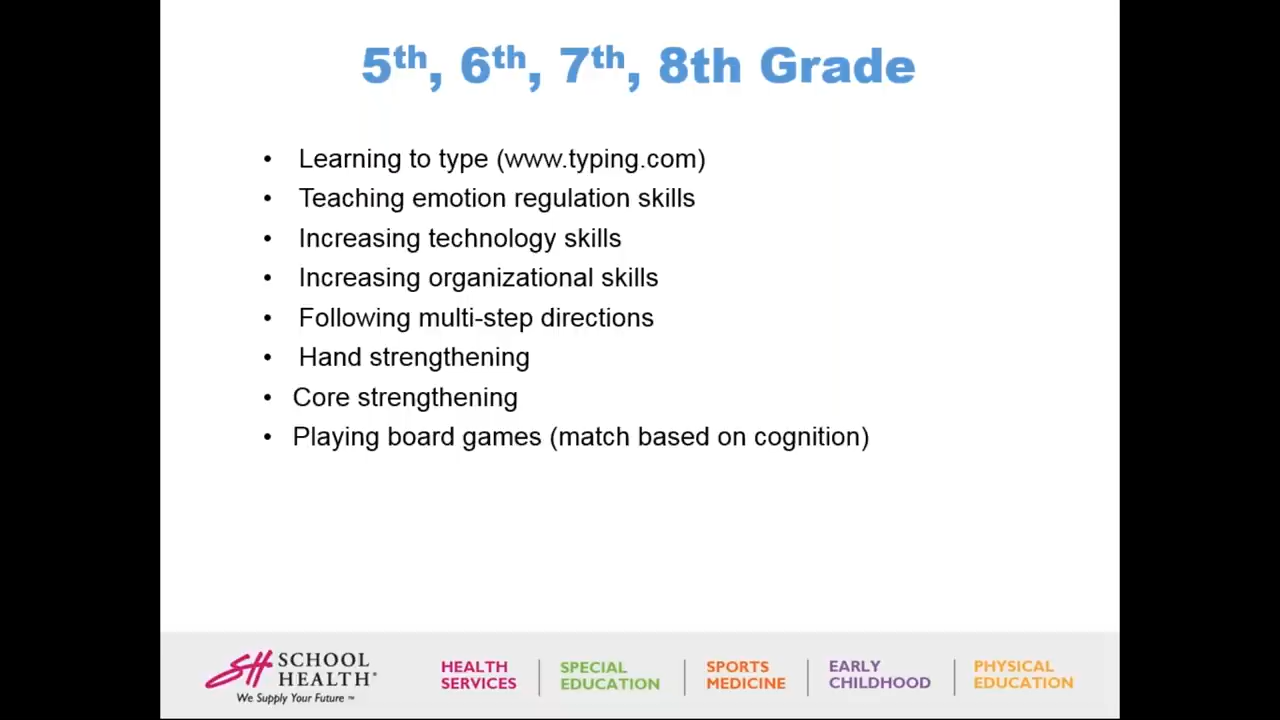 5th, 6th, 7th, 8th Grade
• Learning to type (www.typing.com)
• Teaching emotion regulation skills
• Increasing technology skills
• Increasing organizational skills
• Following multi-step directions
• Hand strengthening
• Core strengthening
• Playing board games (match based on cognition)
SH SCHOOL HEALTH®
We Supply Your Future™
HEALTH SERVICES
SPECIAL EDUCATION
SPORTS MEDICINE
EARLY CHILDHOOD
PHYSICAL EDUCATION